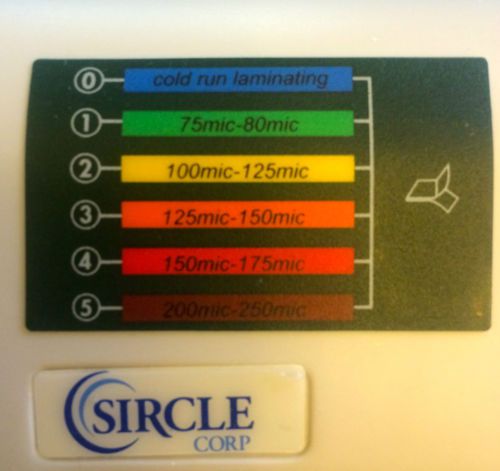 0 cold run laminating
1 75mic-80mic
2 100mic-125mic
3 125mic-150mic
4 150mic-175mic
5 200mic-250mic
SIRCLE
CORP